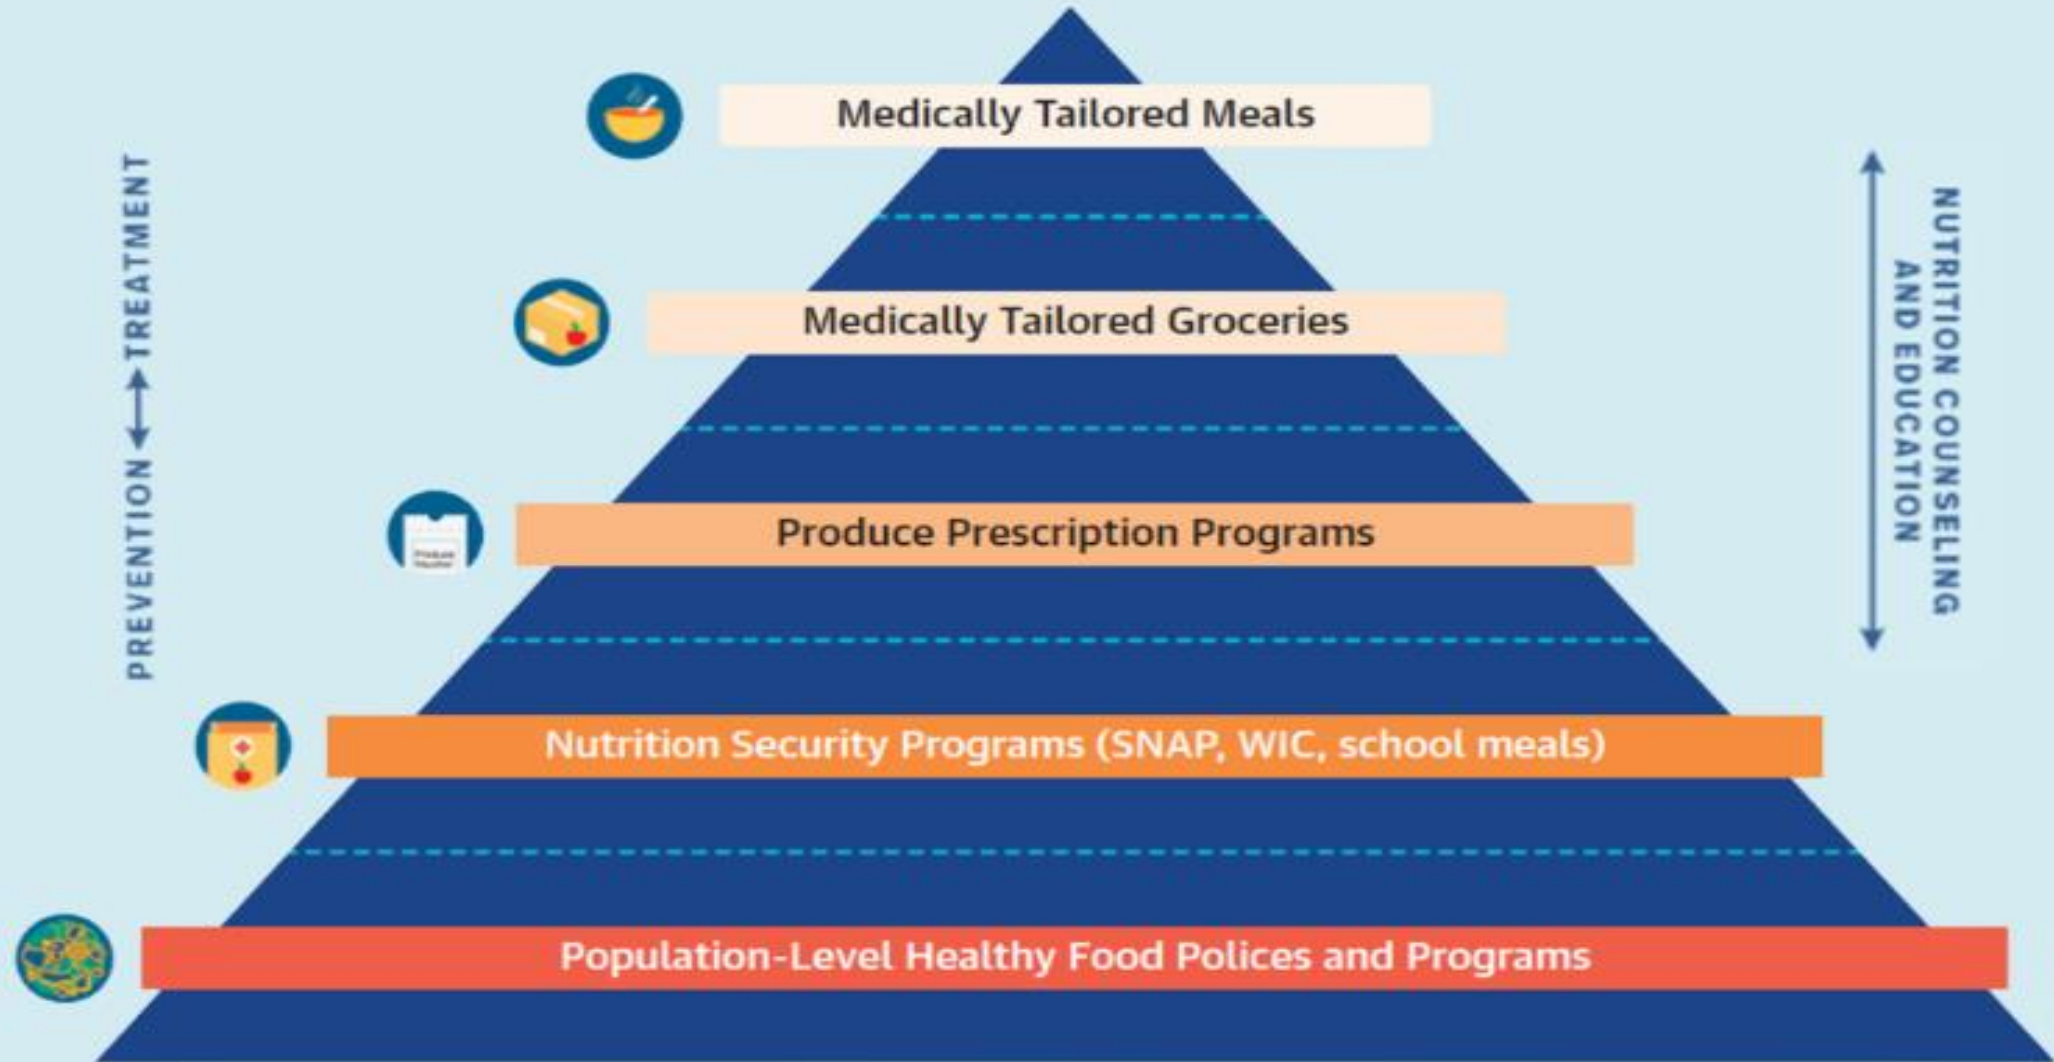 Medically Tailored Meals
Medically Tailored Groceries
Produce Prescription Programs
Nutrition Security Programs (SNAP, WIC, school meals)
Population-Level Healthy Food Polices and Programs
PREVENTION TREATMENT
NUTRITION COUNSELING
AND EDUCATION